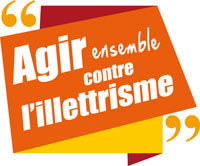 “
Agir ensemble
contre
l'illettrisme
”